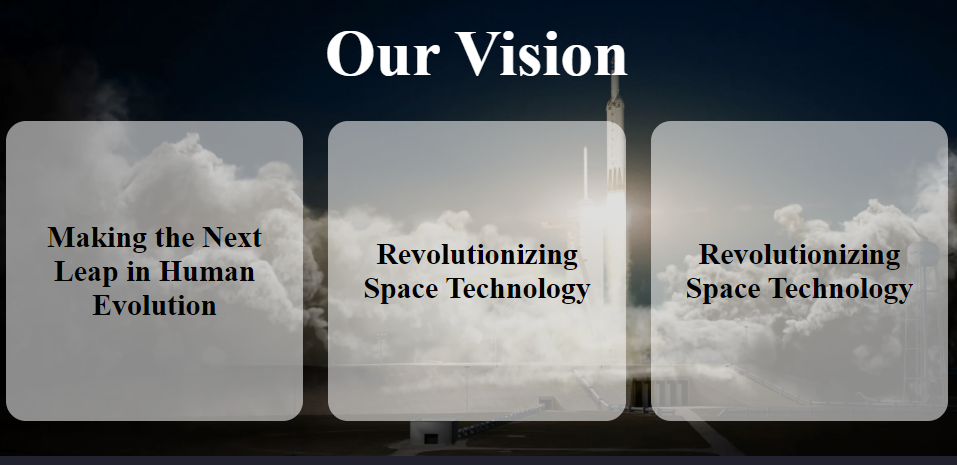 Our Vision
Making the Next
Leap in Human
Evolution
Revolutionizing
Space Technology
Revolutionizing
Space Technology